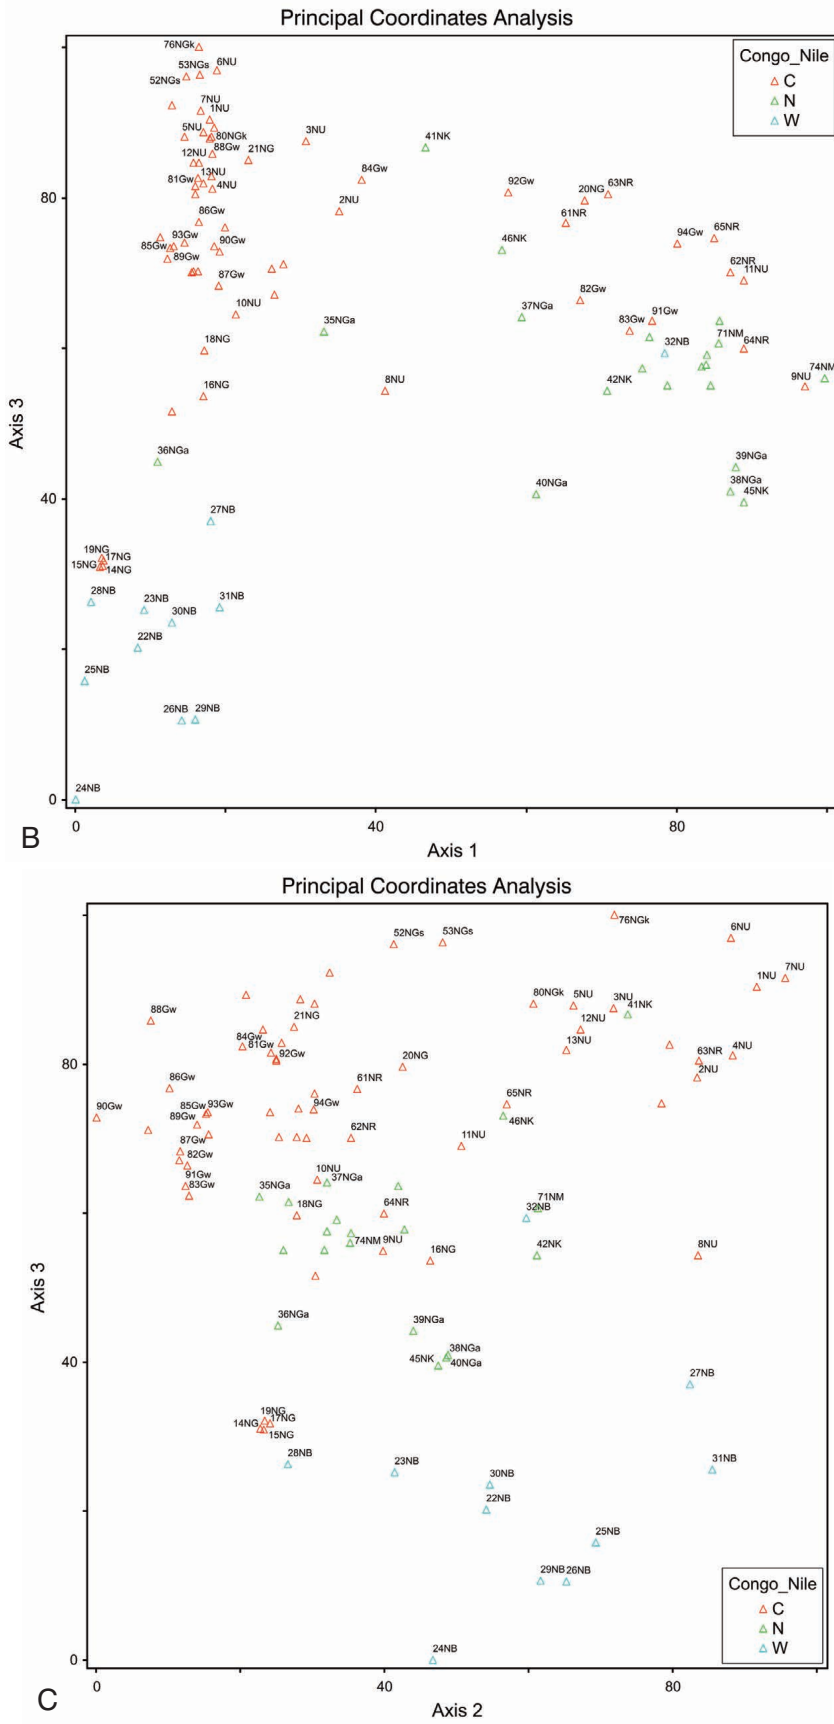 Principal Coordinates Analysis
Congo_Nile
C
N
W
76NGk
6NU
53NGs
52NGs
7NU
1NU
5NU
80NGk
3NU
41NK
88Gw
21NG
12NU
13NU
84Gw
81Gw
4NU
92Gw
63NR
20NG
80
2NU
86Gw
61NR
65NR
93Gw
90Gw
94Gw
85Gw
46NK
89Gw
62NR
11NU
87Gw
82Gw
10NU
37NGa
91Gw
83Gw
35NGa
71NM
64NR
32NB
18NG
74NM
9NU
16NG
8NU
42NK
Axis 3
36NGa
39NGa
40NGa
38NGa
40
45NK
27NB
19NG
17NG
15NG
14NG
28NB
23NB
31NB
30NB
22NB
25NB
26NB
29NB
24NB
0
0
40
80
B
Axis 1
Principal Coordinates Analysis
76NGk
6NU
52NGs
53NGs
7NU
1NU
80NGk
5NU
3NU
41NK
88Gw
21NG
12NU
84Gw
81Gw
13NU
4NU
92Gw
63NR
80
20NG
2NU
86Gw
61NR
90Gw
85Gw
93Gw
94Gw
65NR
89Gw
46NK
62NR
87Gw
11NU
82Gw
10NU
91Gw
37NGa
83Gw
35NGa
18NG
64NR
71NM
32NB
74NM
9NU
16NG
42NK
8NU
Axis 3
36NGa
39NGa
38NGa
40
45NK
40NGa
27NB
19NG
14NG
17NG
15NG
28NB
23NB
31NB
30NB
22NB
25NB
29NB
26NB
Congo_Nile
C
N
W
24NB
0
0
40
80
C
Axis 2